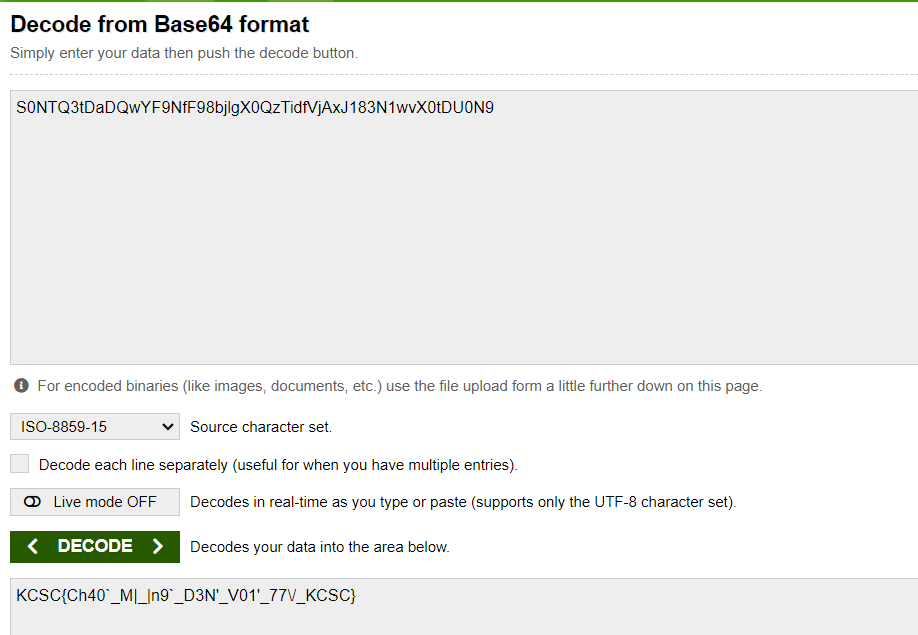 Decode from Base64 format
Simply enter your data then push the decode button.
S0NTQ3tDaDQwYF9NfF98bjlgX0QzTidfVjAxJ183N1wvX0tDU0N9
For encoded binaries (like images, documents, etc.) use the file upload form a little further down on this page.
ISO-8859-15 Source character set.
Decode each line separately (useful for when you have multiple entries).
Live mode OFF Decodes in real-time as you type or paste (supports only the UTF-8 character set).
< DECODE > Decodes your data into the area below.
KCSC{Ch40`_M|_|n9`_D3N'_V01'_77\/_KCSC}